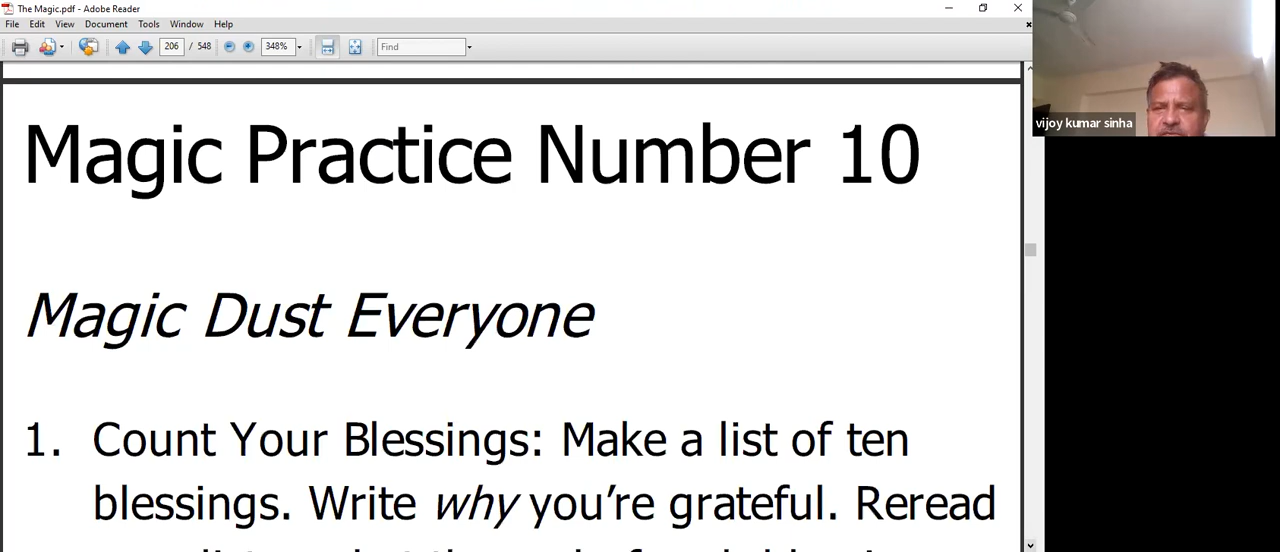 The Magic.pdf - Adobe Reader
File Edit View Document Tools Window Help
206 / 548 348% Find
vijoy kumar sinha
Magic Practice Number 10
Magic Dust Everyone
1. Count Your Blessings: Make a list of ten
blessings. Write why you’re grateful. Reread